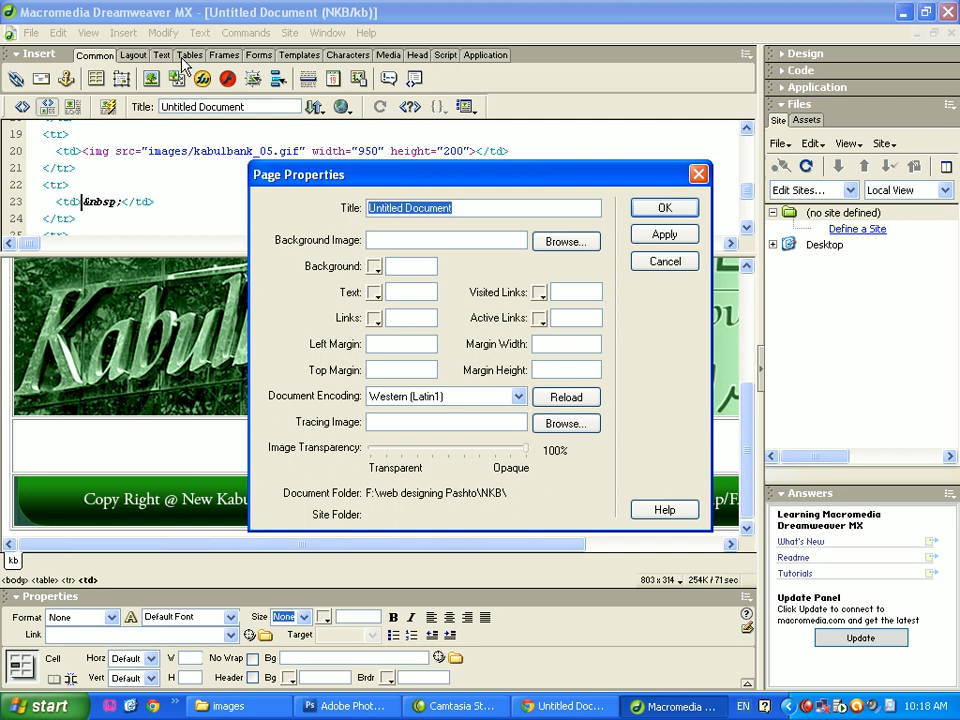 Macromedia Dreamweaver MX - [Untitled Document (NKB/kb)]
File Edit View Insert Modify Text Commands Site Window Help
Insert Common Layout Text Tables Frames Forms Templates Characters Media Head Script Application
Title: Untitled Document
19 <tr>
20 <td><img src="images/kabulbank_05.gif" width="950" height="200"></td>
21 </tr>
22 <tr>
23 <td>&nbsp;</td>
24 </tr>
Page Properties
Title: Untitled Document OK
Background Image: Browse... Apply
Background: Cancel
Text: Visited Links:
Links: Active Links:
Left Margin: Margin Width:
Top Margin: Margin Height:
Document Encoding: Western (Latin1) Reload
Tracing Image: Browse...
Image Transparency: 100%
Transparent Opaque
Document Folder: F:\web designing Pashto\NKB\
Site Folder:
Help
Kabul
Copy Right @ New Kabu
p/F
kb
<body> <table> <tr> <td> 803 x 314 254K / 71 sec
Properties
Format None Default Font Size None B I
Link Target
Cell Horz Default W No Wrap Bg
Vert Default H Header Bg Brdr
Design
Code
Application
Files
Site Assets
File Edit View Site
Edit Sites... Local View
(no site defined)
Define a Site
Desktop
Answers
Learning Macromedia
Dreamweaver MX
What's New
Readme
Tutorials
Update Panel
Click Update to connect to
macromedia.com and get the latest
Update
start images Adobe Phot... Camtasia St... Untitled Doc... Macromedia ... EN 10:18 AM